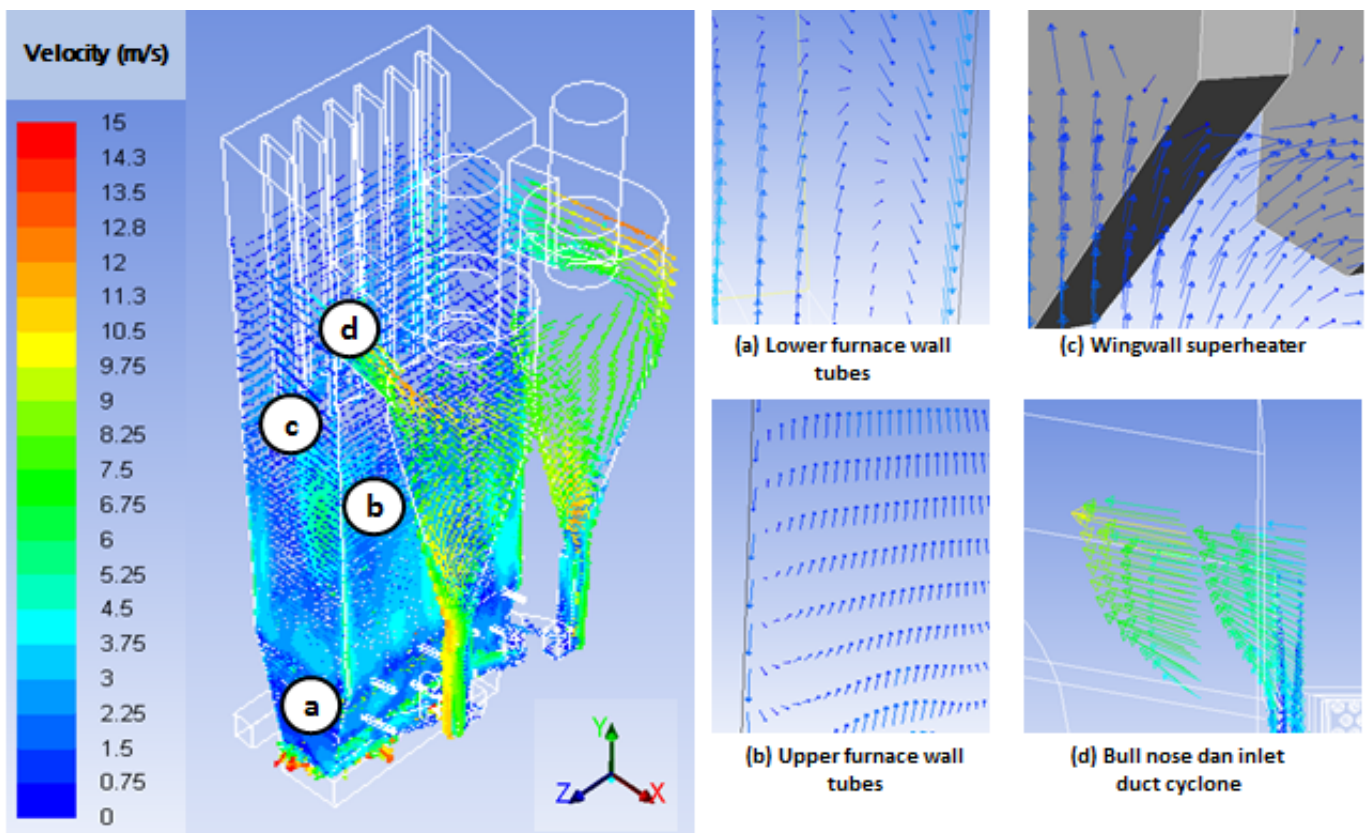 Velocity (m/s)
15
14.3
13.5
12.8
12
11.3
10.5
9.75
9
8.25
7.5
6.75
6
5.25
4.5
3.75
3
2.25
1.5
0.75
0
d
c
b
a
Y
Z
X
(a) Lower furnace wall
tubes
(c) Wingwall superheater
(b) Upper furnace wall
tubes
(d) Bull nose dan inlet
duct cyclone